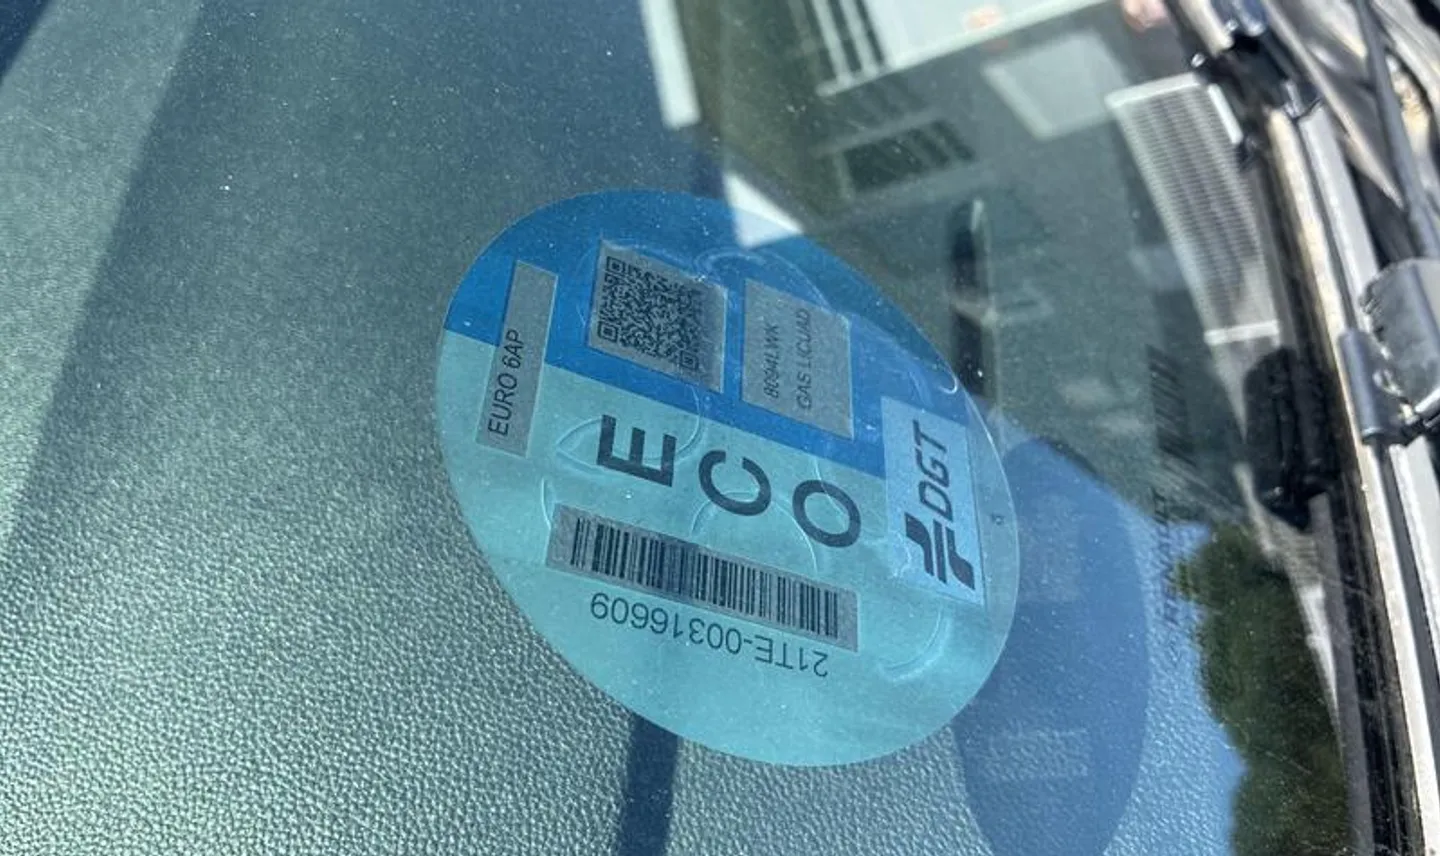 EURO 6AP
8094LWK
GAS LICUAD
ECO
DGT
21TE-00316609